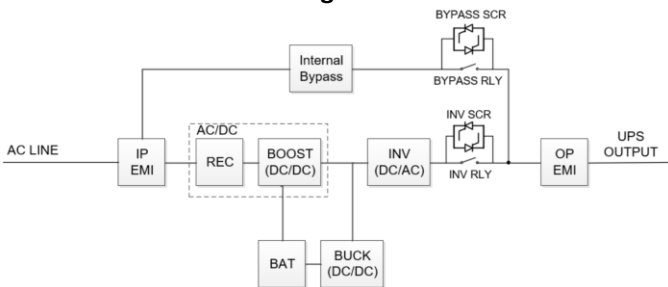 BYPASS SCR
Internal
Bypass
BYPASS RLY
INV SCR
AC/DC
AC LINE
IP
EMI
REC
BOOST
(DC/DC)
INV
(DC/AC)
INV RLY
OP
EMI
UPS
OUTPUT
BAT
BUCK
(DC/DC)